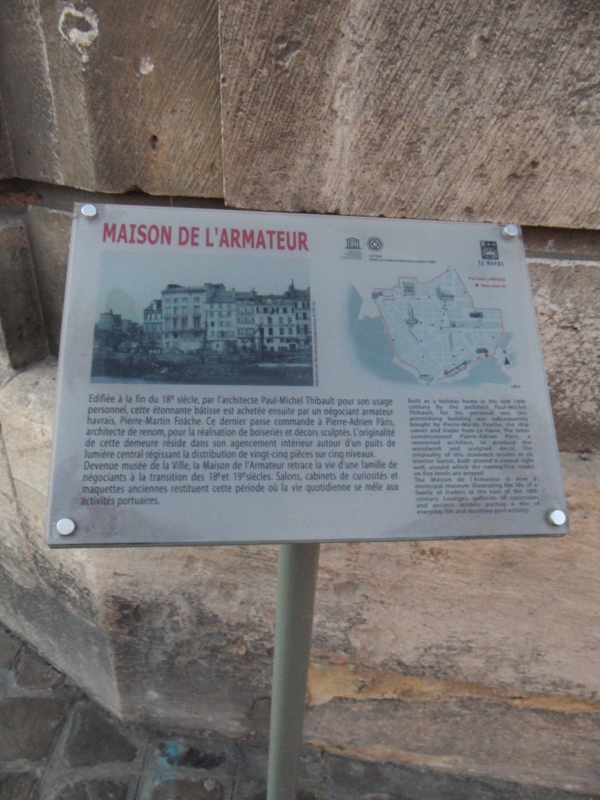 MAISON DE L'ARMATEUR
LE HAVRE
Edifiée à la fin du 18e siècle, par l'architecte Paul-Michel Thibault pour son usage
personnel, cette étonnante bâtisse est achetée ensuite par un négociant armateur
havrais, Pierre-Martin Foäche. Ce dernier passe commande à Pierre-Adrien Pâris,
architecte de renom, pour la réalisation de boiseries et décors sculptés. L'originalité
de cette demeure réside dans son agencement intérieur autour d'un puits de
lumière central régissant la distribution de vingt-cinq pièces sur cinq niveaux.
Devenue musée de la Ville, la Maison de l'Armateur retrace la vie d'une famille de
négociants à la transition des 18e et 19e siècles. Salons, cabinets de curiosités et
maquettes anciennes restituent cette période où la vie quotidienne se mêle aux
activités portuaires.
Built as a holiday home in the late 18th
century by the architect Paul-Michel
Thibault, for his personal use, this
astonishing building was then
bought by Pierre-Martin Foäche, the ship
owner and trader from Le Havre. The latter
commissioned Pierre-Adrien Pâris, a
renowned architect, to produce the
woodwork and sculpted decor. The
originality of this residence resides in its
interior layout, built around a central light
well, around which the twenty-five rooms
on five levels are around.
The Maison de l'Armateur is now a
municipal museum illustrating the life of a
family of traders at the turn of the 18th
century. Lounges, galleries of curiosities
and ancient models portray a mix of
everyday life and maritime port activity.